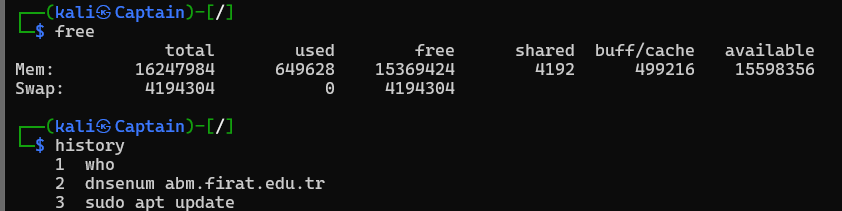 ┌──(kali㉿Captain)-[/]
└─$ free
total used free shared buff/cache available
Mem: 16247984 649628 15369424 4192 499216 15598356
Swap: 4194304 0 4194304
┌──(kali㉿Captain)-[/]
└─$ history
1 who
2 dnsenum abm.firat.edu.tr
3 sudo apt update